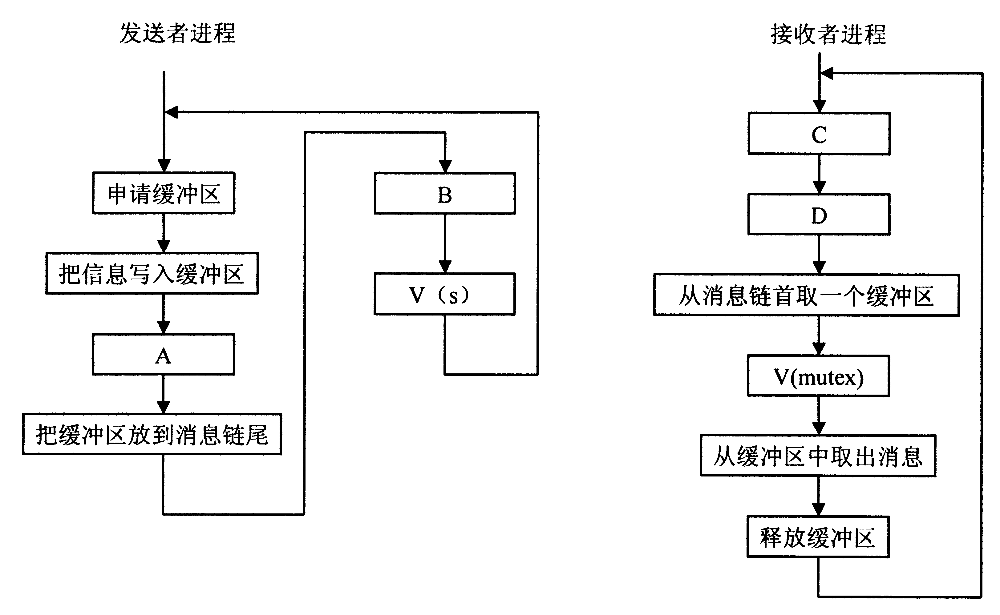 发送者进程
申请缓冲区
把信息写入缓冲区
A
把缓冲区放到消息链尾
B
V（s）
接收者进程
C
D
从消息链首取一个缓冲区
V(mutex)
从缓冲区中取出消息
释放缓冲区